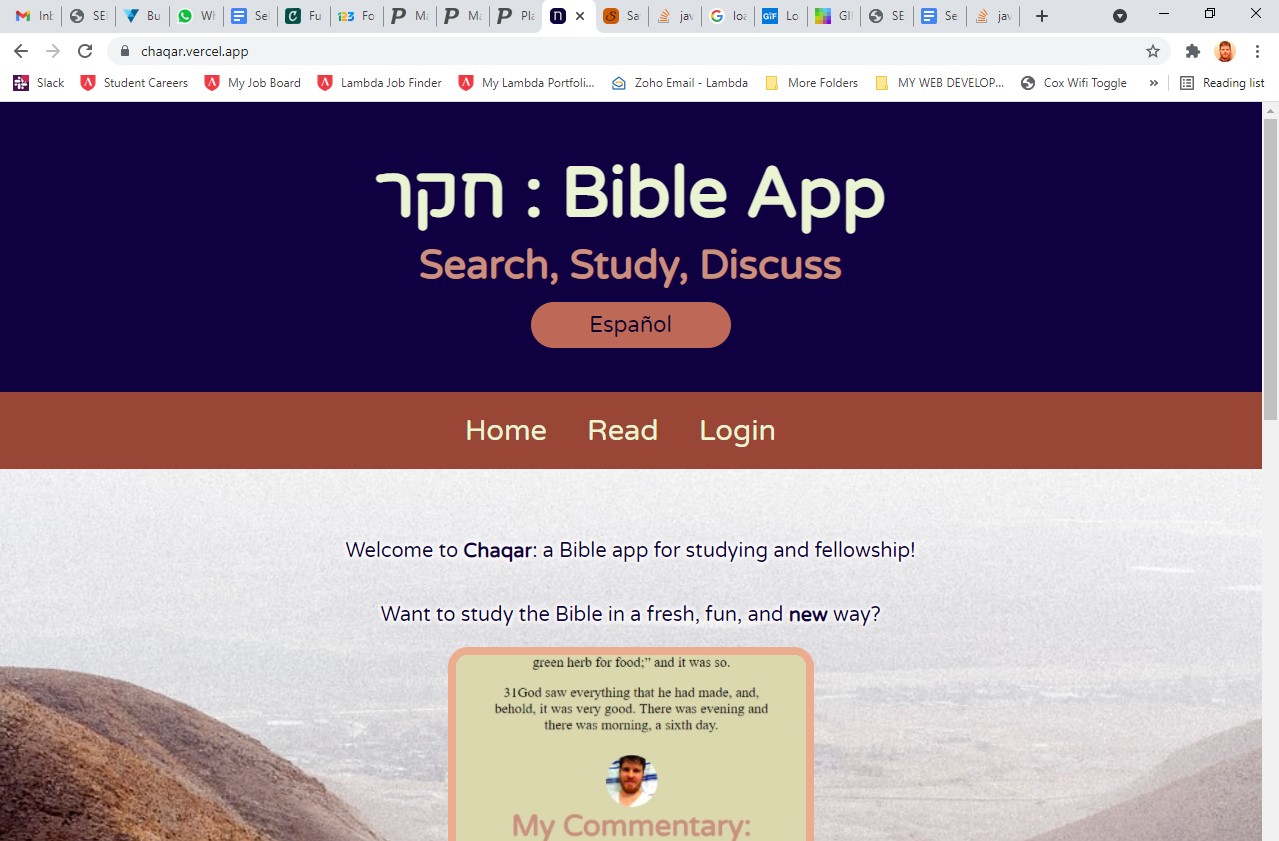 Inb
SEI
Bu
Wh
Se
Fu
Fo
Ma
Ma
Pla
Sa
jav
loa
Lo
GII
SE
Se
jav
chaqar.vercel.app
Slack
Student Careers
My Job Board
Lambda Job Finder
My Lambda Portfoli...
Zoho Email - Lambda
More Folders
MY WEB DEVELOP...
Cox Wifi Toggle
»
Reading list
חקר : Bible App
Search, Study, Discuss
Español
Home Read Login
Welcome to Chaqar: a Bible app for studying and fellowship!
Want to study the Bible in a fresh, fun, and new way?
green herb for food;” and it was so.
31God saw everything that he had made, and,
behold, it was very good. There was evening and
there was morning, a sixth day.
My Commentary: